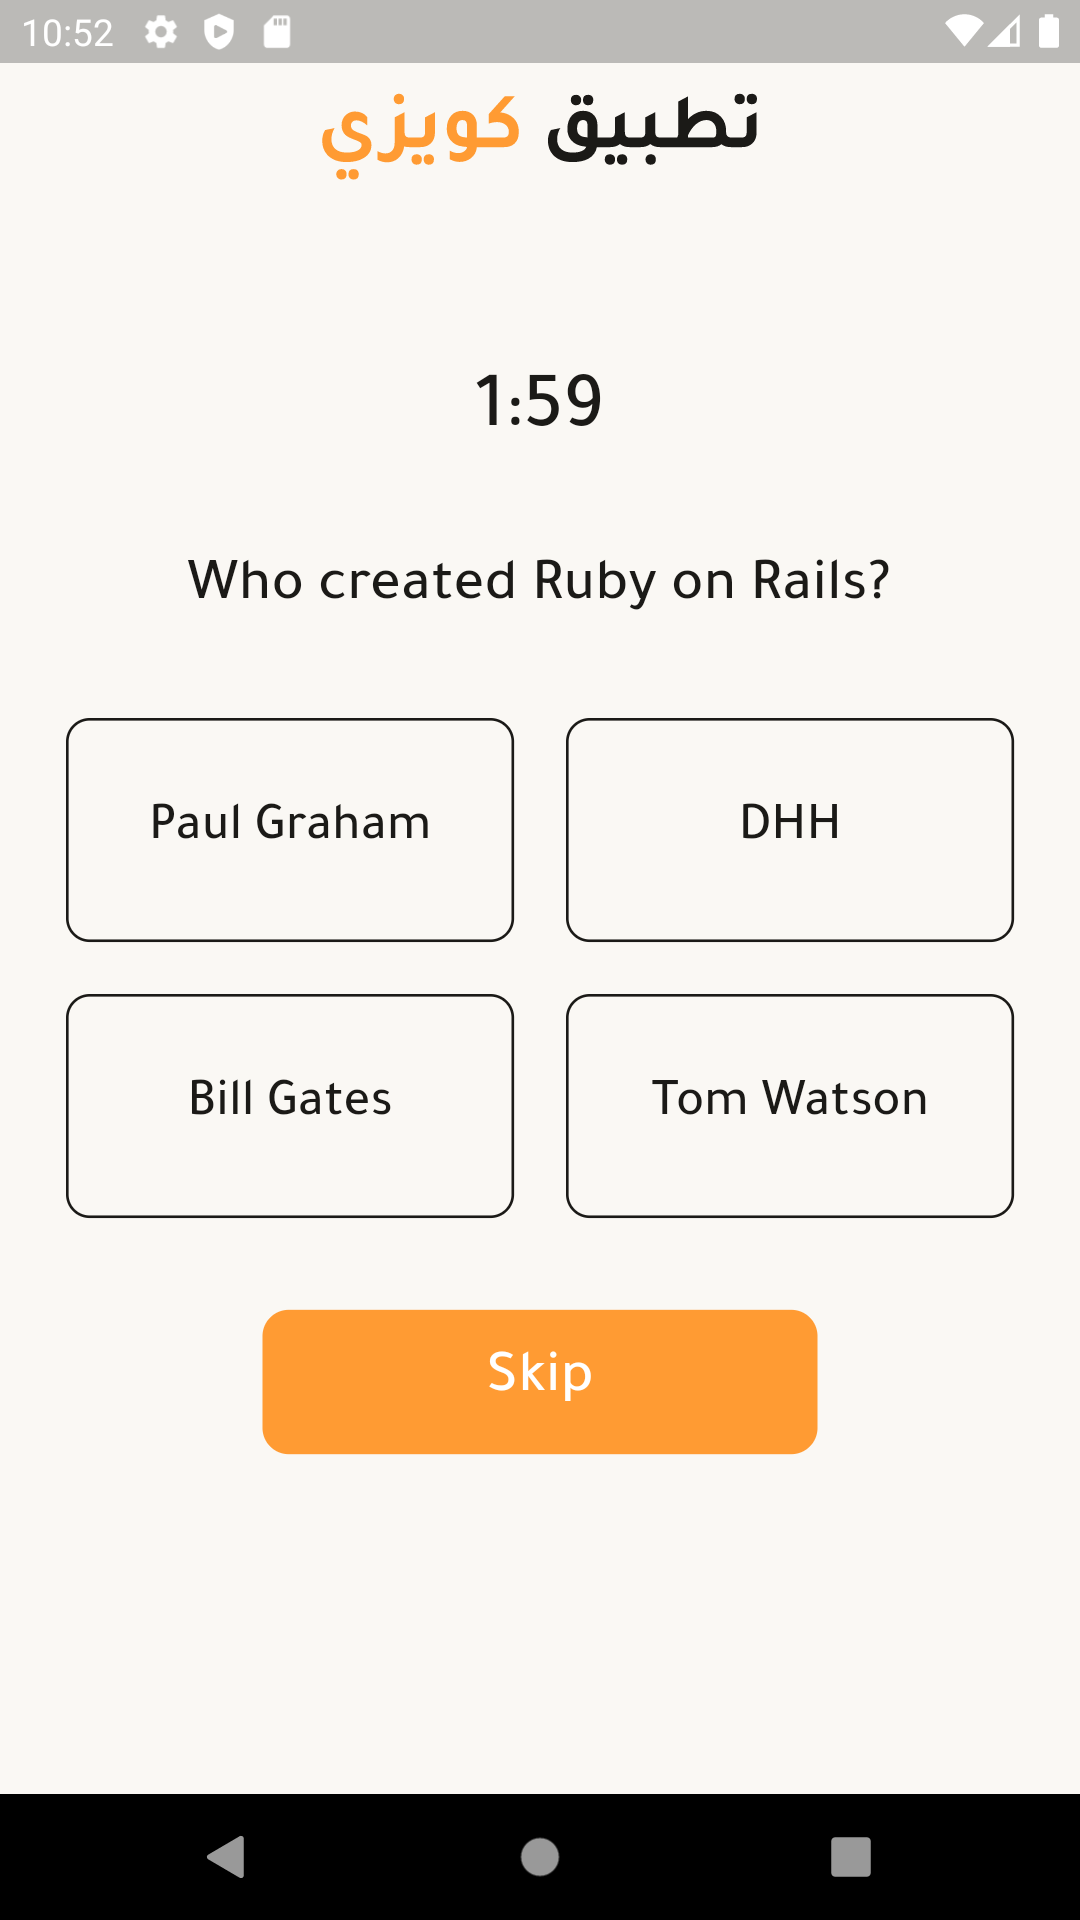 10:52
تطبيق كويزي
1:59
Who created Ruby on Rails?
Paul Graham
DHH
Bill Gates
Tom Watson
Skip